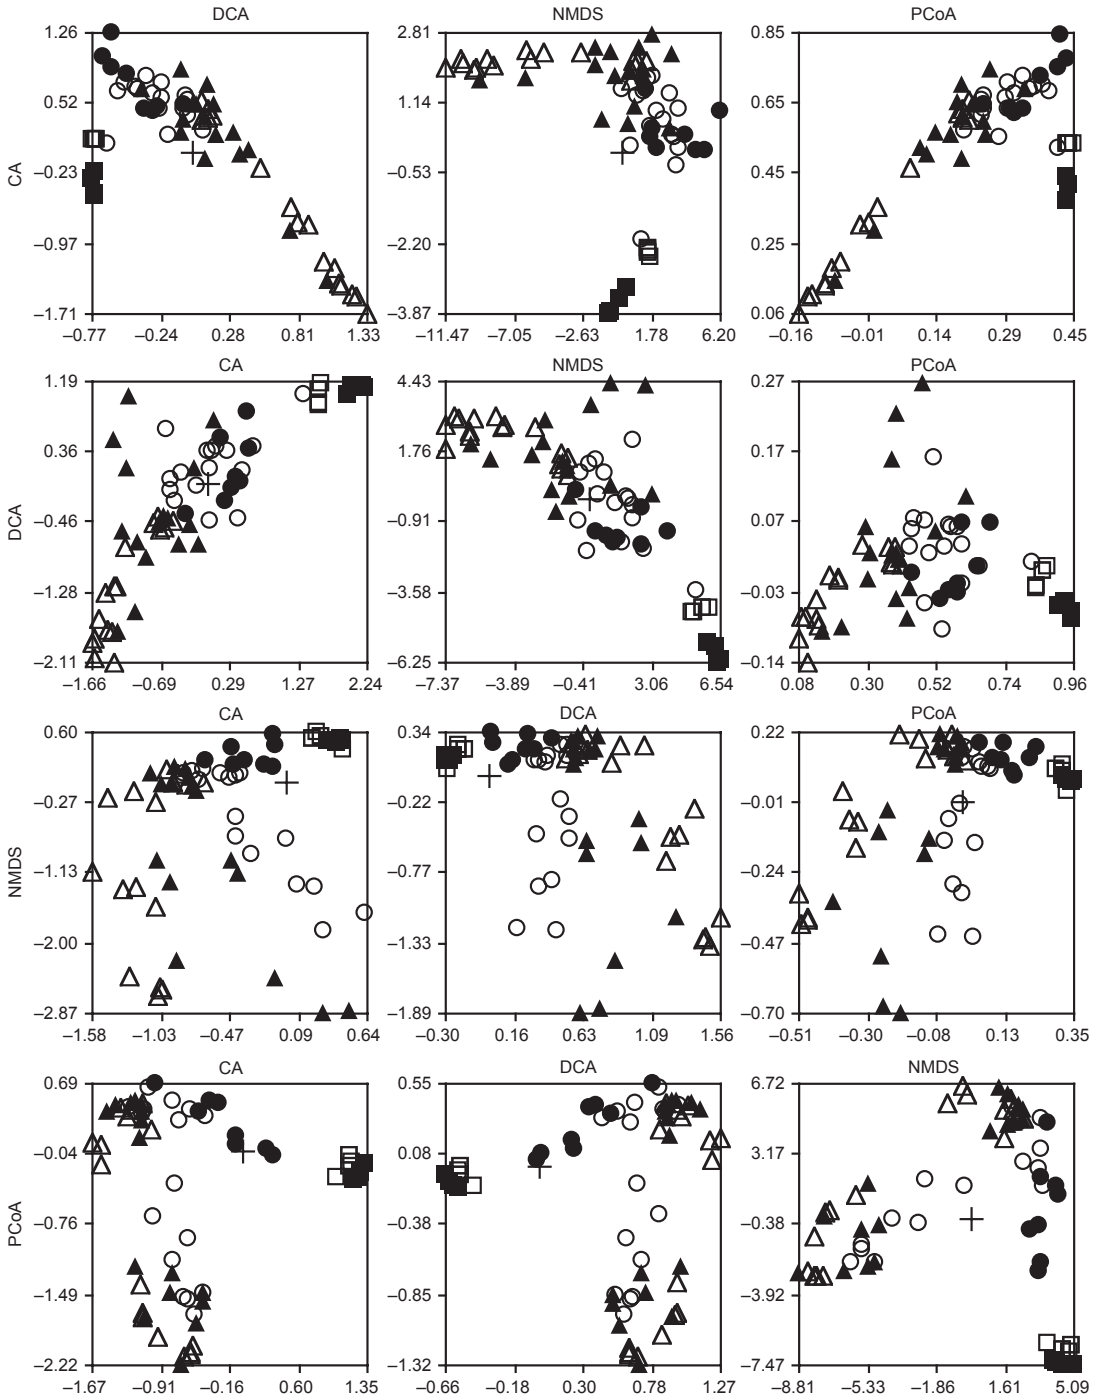 DCA NMDS PCoA
1.26 2.81 0.85
0.52 1.14 0.65
CA –0.23 –0.53 0.45
–0.97 –2.20 0.25
–1.71 –3.87 0.06
–0.77 –0.24 0.28 0.81 1.33 –11.47 –7.05 –2.63 1.78 6.20 –0.16 –0.01 0.14 0.29 0.45
CA NMDS PCoA
1.19 4.43 0.27
0.36 1.76 0.17
DCA –0.46 –0.91 0.07
–1.28 –3.58 –0.03
–2.11 –6.25 –0.14
–1.66 –0.69 0.29 1.27 2.24 –7.37 –3.89 –0.41 3.06 6.54 0.08 0.30 0.52 0.74 0.96
CA DCA PCoA
0.60 0.34 0.22
–0.27 –0.22 –0.01
NMDS –1.13 –0.77 –0.24
–2.00 –1.33 –0.47
–2.87 –1.89 –0.70
–1.58 –1.03 –0.47 0.09 0.64 –0.30 0.16 0.63 1.09 1.56 –0.51 –0.30 –0.08 0.13 0.35
CA DCA NMDS
0.69 0.55 6.72
–0.04 0.08 3.17
PCoA –0.76 –0.38 –0.38
–1.49 –0.85 –3.92
–2.22 –1.32 –7.47
–1.67 –0.91 –0.16 0.60 1.35 –0.66 –0.18 0.30 0.78 1.27 –8.81 –5.33 –1.86 1.61 5.09